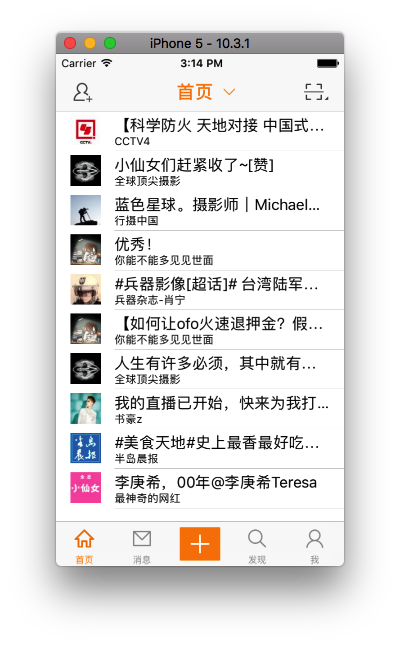 iPhone 5 - 10.3.1
Carrier 3:14 PM
首页
【科学防火 天地对接 中国式...
CCTV4
小仙女们赶紧收了~[赞]
全球顶尖摄影
蓝色星球。摄影师丨Michael...
行摄中国
优秀！
你能不能多见见世面
#兵器影像[超话]# 台湾陆军...
兵器杂志-肖宁
【如何让ofo火速退押金？假...
你能不能多见见世面
人生有许多必须，其中就有...
全球顶尖摄影
我的直播已开始，快来为我打...
书豪z
半岛晨报
#美食天地#史上最香最好吃...
半岛晨报
小仙女
李庚希，00年@李庚希Teresa
最神奇的网红
首页 消息 发现 我